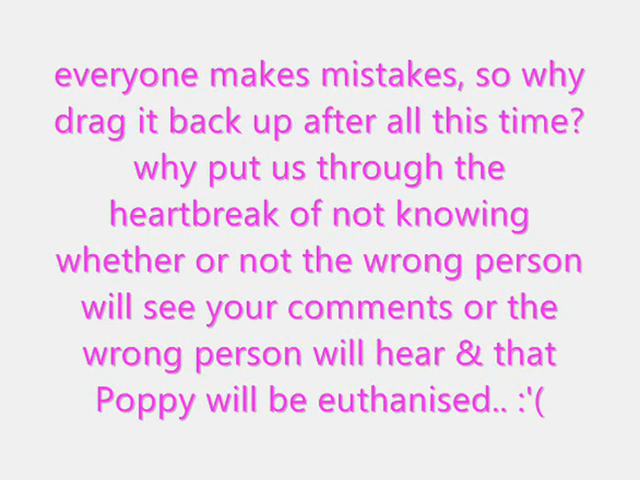 everyone makes mistakes, so why
drag it back up after all this time?
why put us through the
heartbreak of not knowing
whether or not the wrong person
will see your comments or the
wrong person will hear & that
Poppy will be euthanised.. :'(